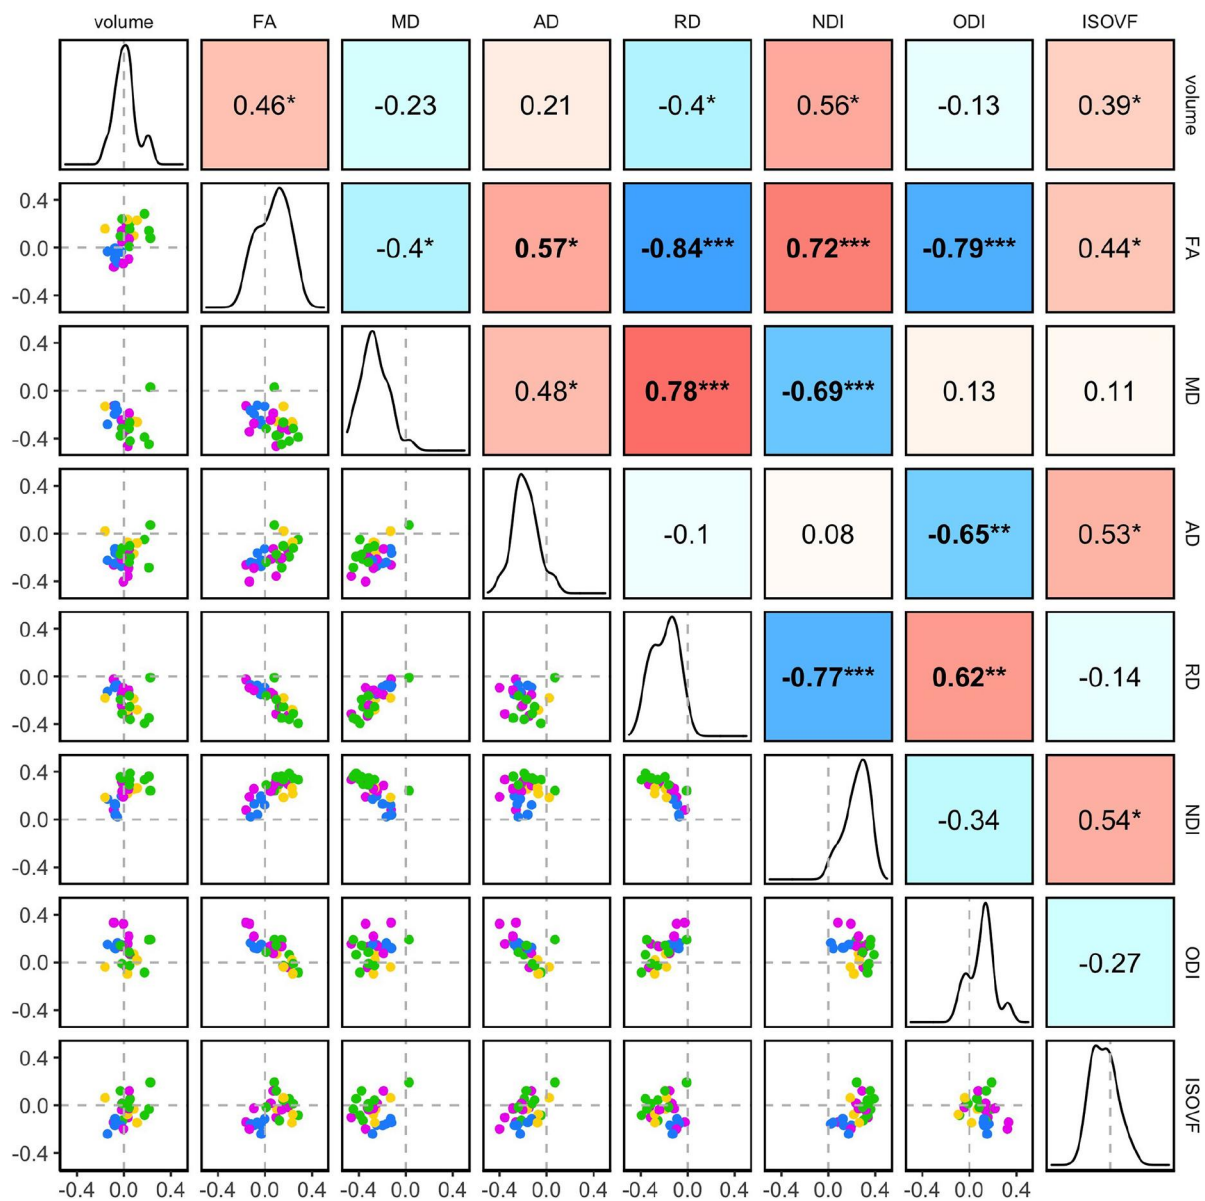 volume FA MD AD RD NDI ODI ISOVF
0.46* -0.23 0.21 -0.4* 0.56* -0.13 0.39* volume
0.4
0.0 -0.4* 0.57* -0.84*** 0.72*** -0.79*** 0.44* FA
-0.4
0.4
0.0 0.48* 0.78*** -0.69*** 0.13 0.11 MD
-0.4
0.4
0.0 -0.1 0.08 -0.65** 0.53* AD
-0.4
0.4
0.0 -0.77*** 0.62** -0.14 RD
-0.4
0.4
0.0 -0.34 0.54* NDI
-0.4
0.4
0.0 -0.27 ODI
-0.4
0.4
0.0 ISOVF
-0.4
-0.4 0.0 0.4 -0.4 0.0 0.4 -0.4 0.0 0.4 -0.4 0.0 0.4 -0.4 0.0 0.4 -0.4 0.0 0.4 -0.4 0.0 0.4 -0.4 0.0 0.4